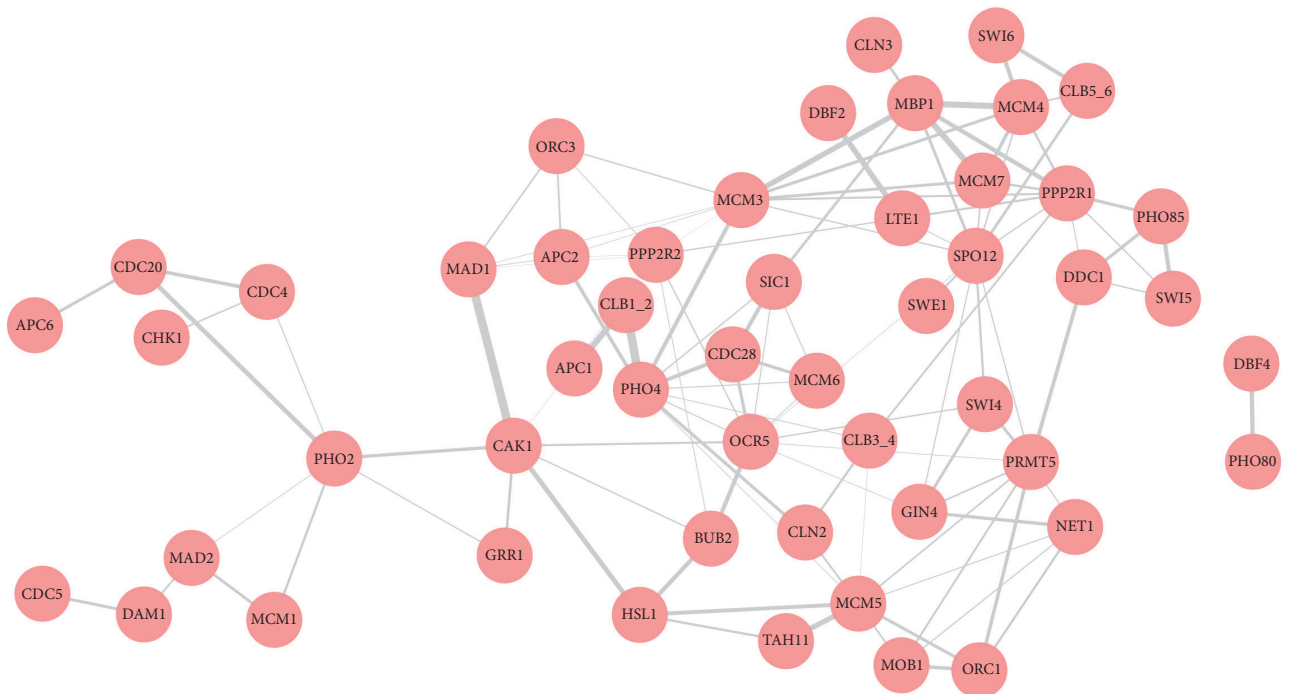 SWI6
CLN3
CLB5_6
MBP1
MCM4
DBF2
ORC3
MCM7
PPP2R1
MCM3
PHO85
LTE1
PPP2R2
APC2
SPO12
MAD1
CDC20
DDC1
SIC1
CDC4
SWI5
CLB1_2
SWE1
APC6
CHK1
CDC28
DBF4
APC1
MCM6
PHO4
SWI4
CAK1
OCR5
CLB3_4
PHO2
PRMT5
PHO80
GIN4
NET1
CLN2
BUB2
GRR1
MAD2
CDC5
MCM5
DAM1
HSL1
MCM1
TAH11
MOB1
ORC1